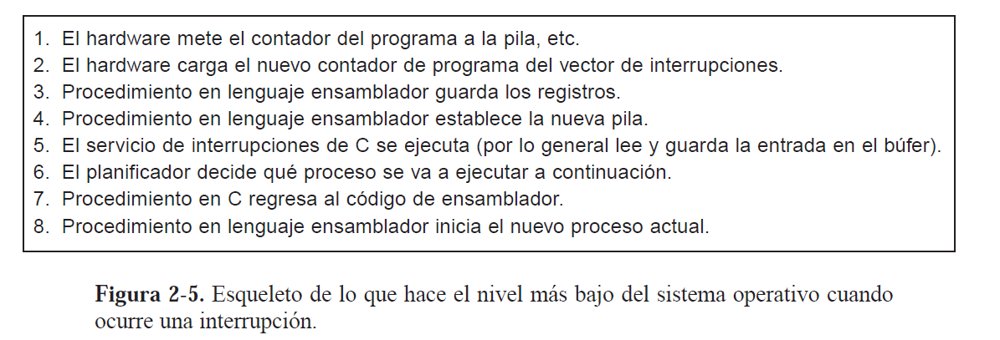 1. El hardware mete el contador del programa a la pila, etc.
2. El hardware carga el nuevo contador de programa del vector de interrupciones.
3. Procedimiento en lenguaje ensamblador guarda los registros.
4. Procedimiento en lenguaje ensamblador establece la nueva pila.
5. El servicio de interrupciones de C se ejecuta (por lo general lee y guarda la entrada en el búfer).
6. El planificador decide qué proceso se va a ejecutar a continuación.
7. Procedimiento en C regresa al código de ensamblador.
8. Procedimiento en lenguaje ensamblador inicia el nuevo proceso actual.
Figura 2-5. Esqueleto de lo que hace el nivel más bajo del sistema operativo cuando
ocurre una interrupción.